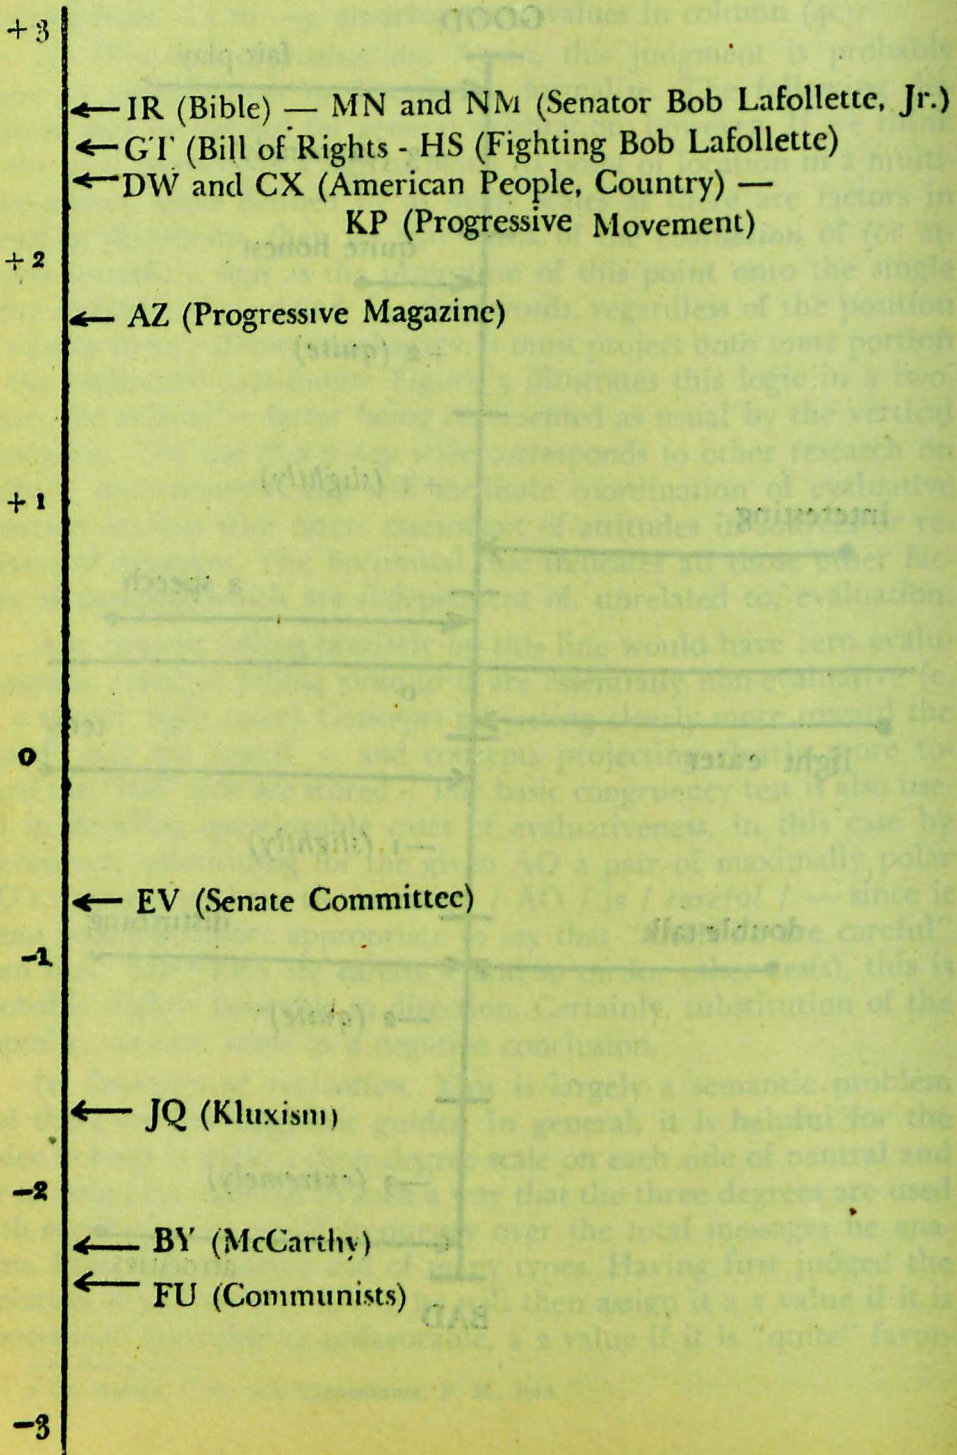 +3
IR (Bible) — MN and NM (Senator Bob Lafollette, Jr.)
GT (Bill of Rights - HS (Fighting Bob Lafollette)
DW and CX (American People, Country) —
KP (Progressive Movement)
+2
AZ (Progressive Magazine)
+1
0
EV (Senate Committee)
-1
JQ (Kluxism)
-2
BY (McCarthy)
FU (Communists)
-3